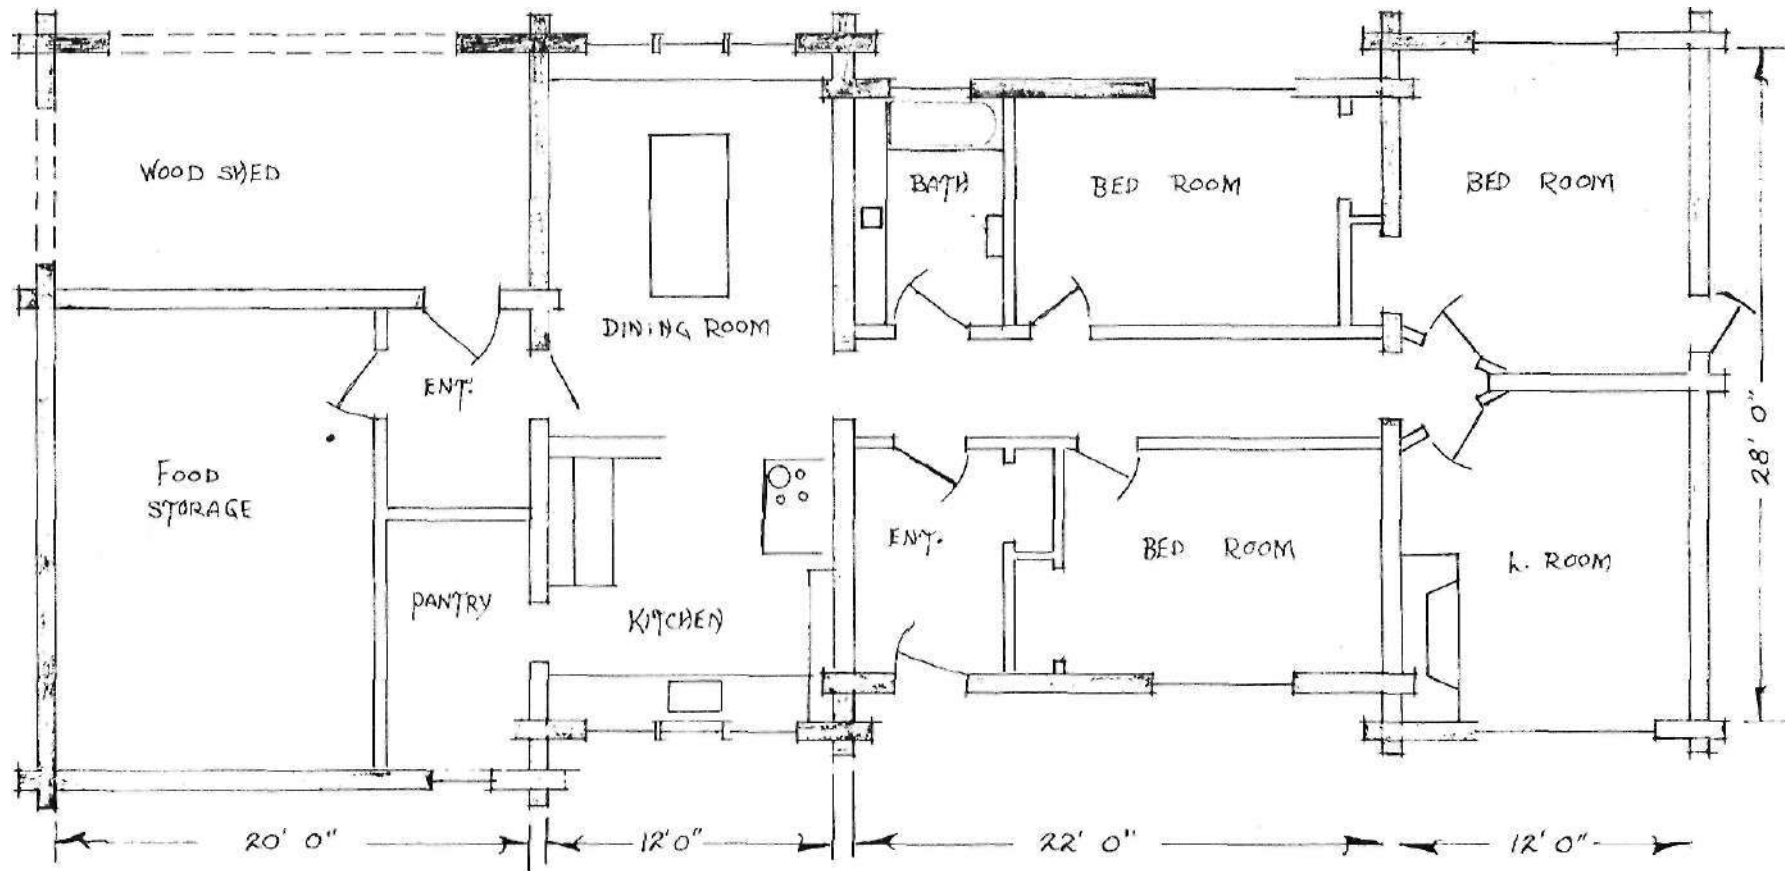 WOOD SHED
BATH
BED ROOM
BED ROOM
DINING ROOM
ENT.
FOOD
STORAGE
ENT.
BED ROOM
L. ROOM
PANTRY
KITCHEN
28' 0"
20' 0"
12' 0"
22' 0"
12' 0"